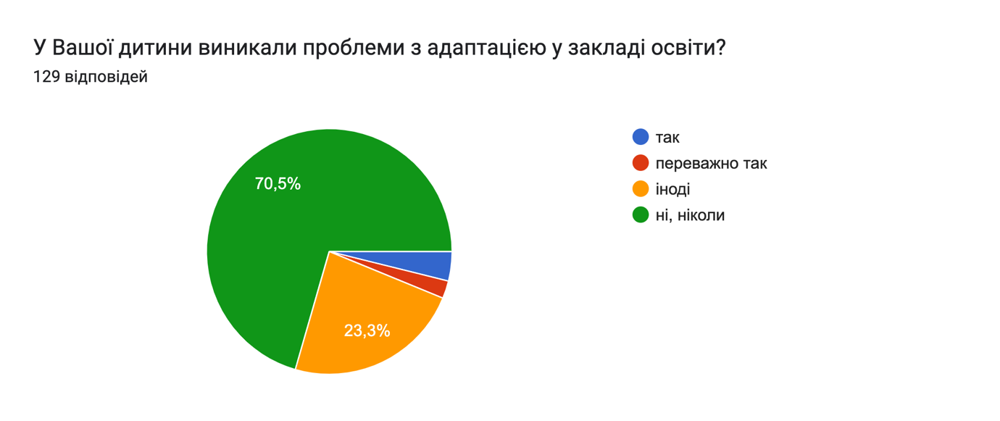 У Вашої дитини виникали проблеми з адаптацією у закладі освіти?
129 відповідей
70,5%
23,3%
так
переважно так
іноді
ні, ніколи